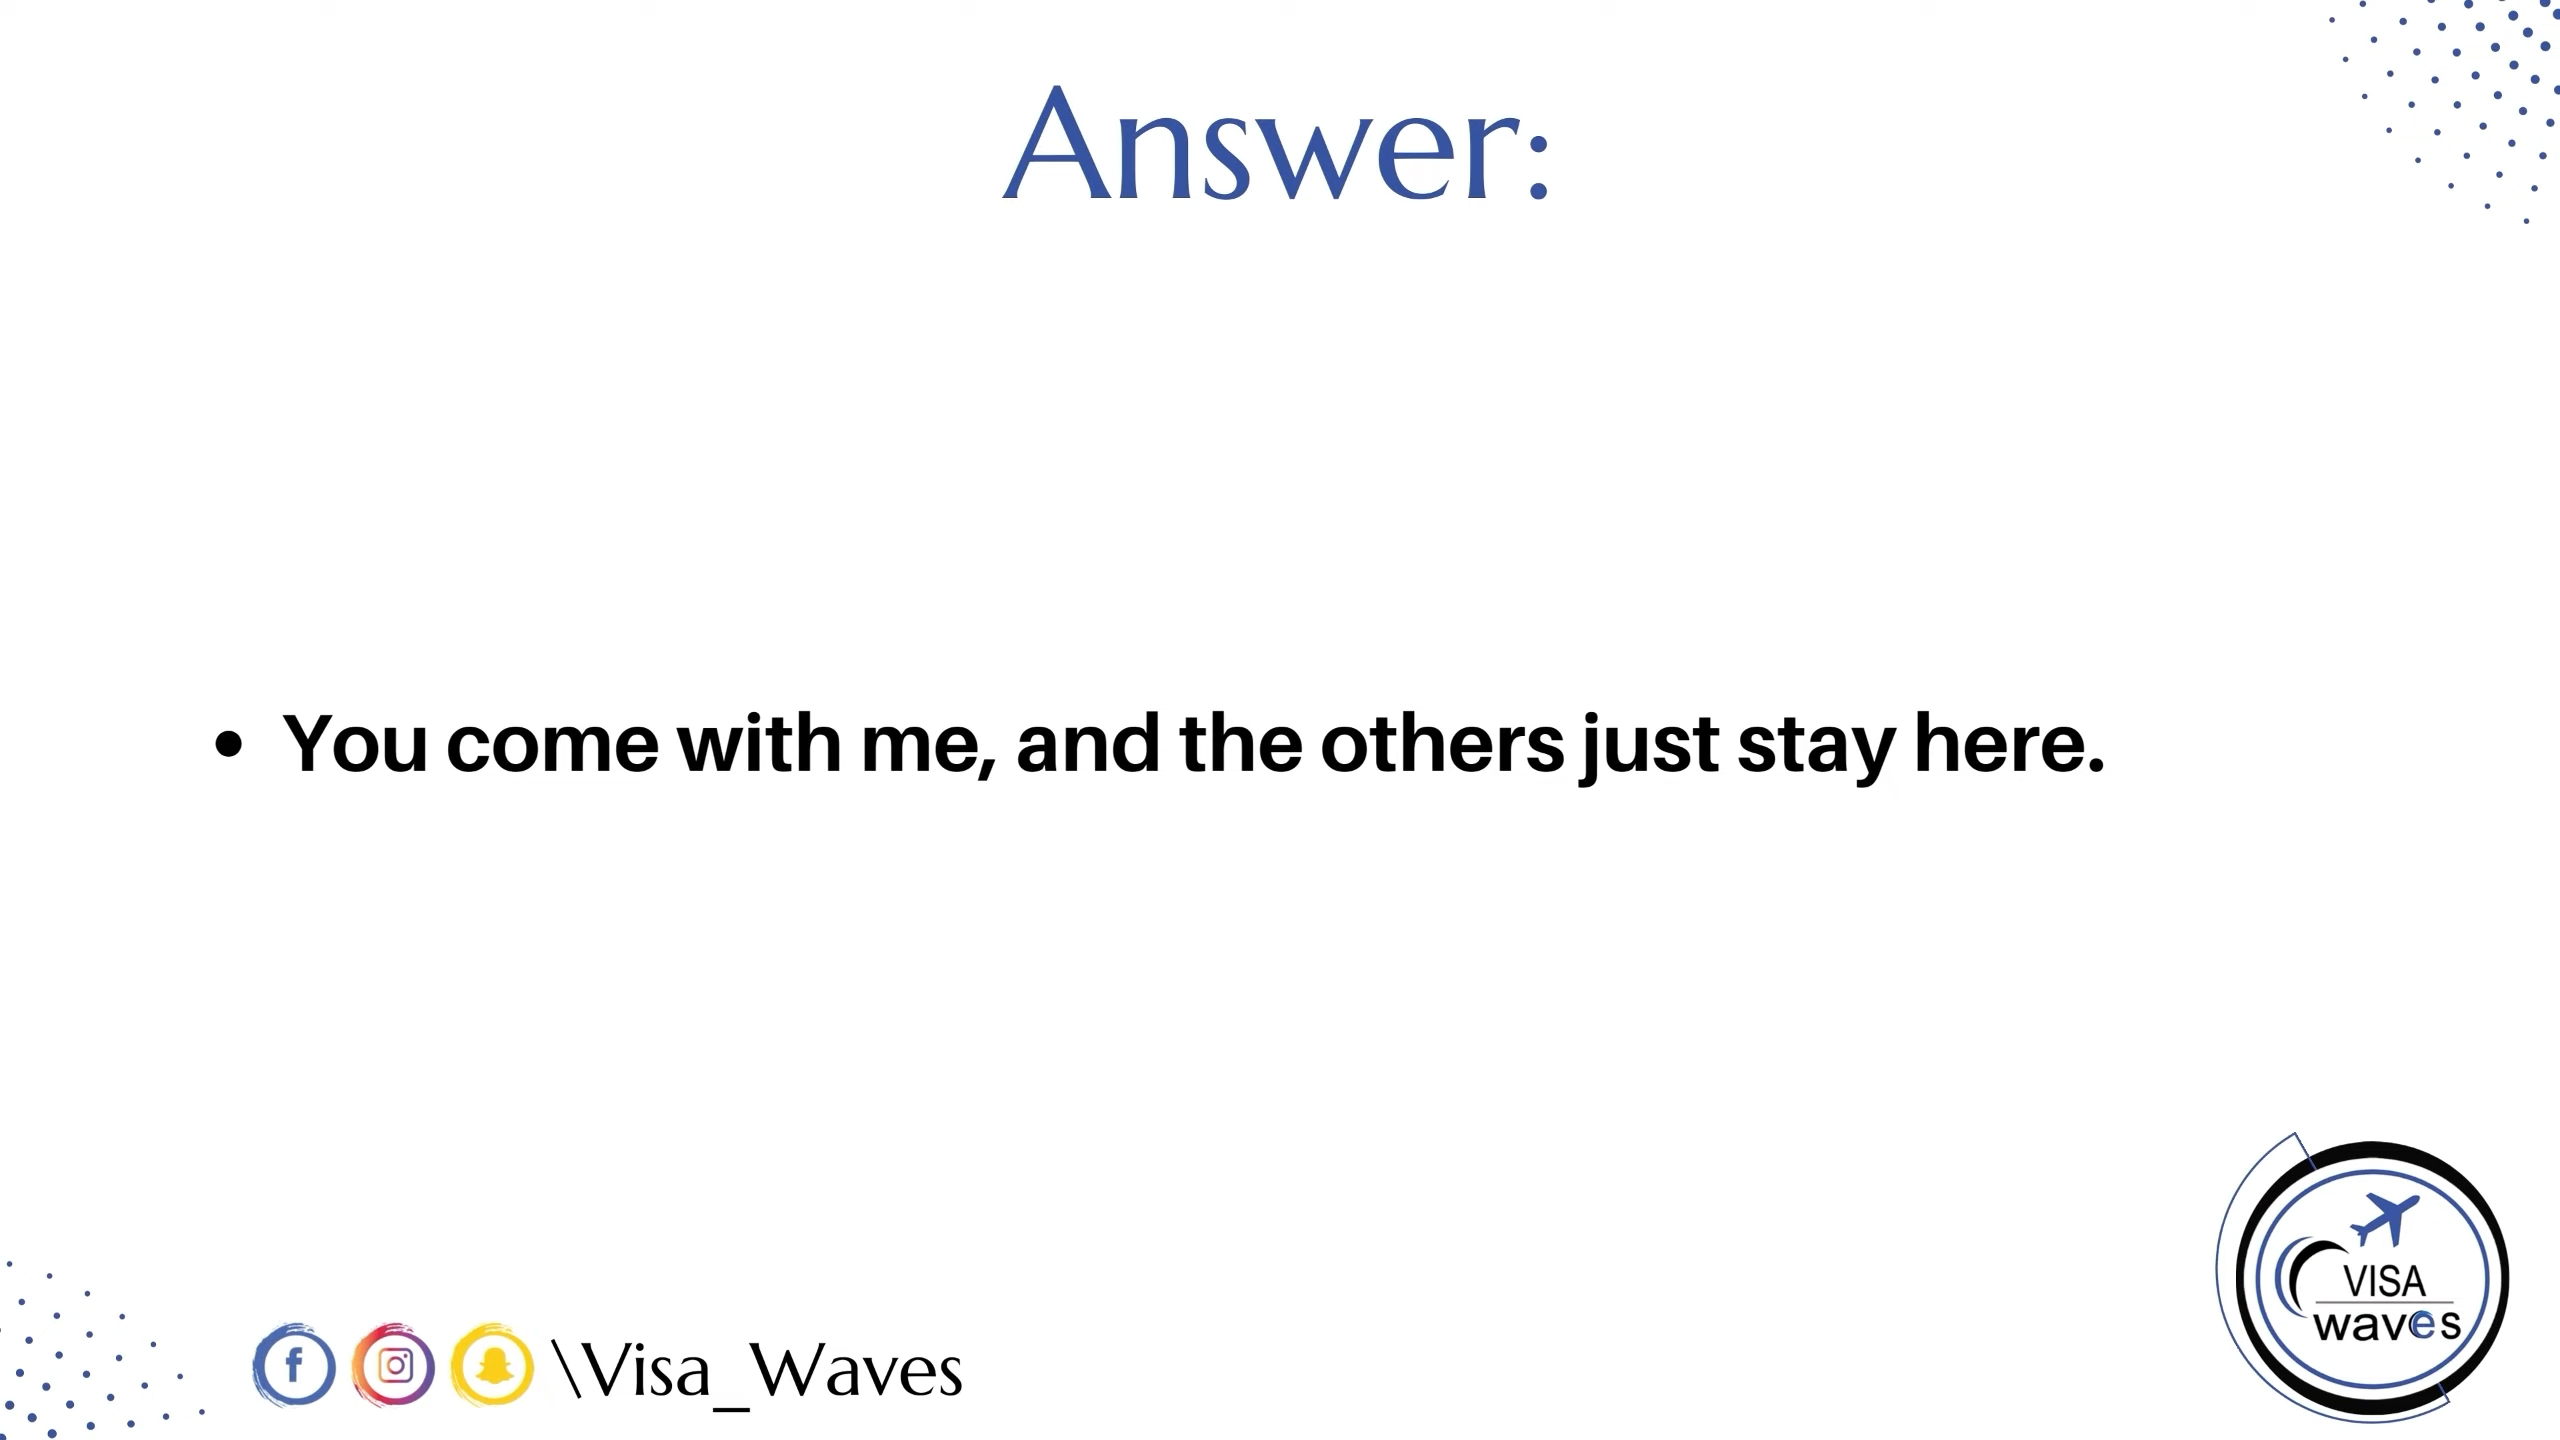 Answer:
• You come with me, and the others just stay here.
\Visa_Waves
VISA
waves